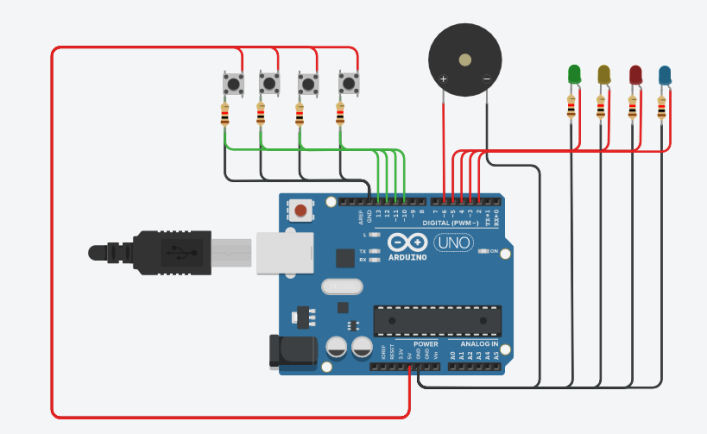 + −
AREF
GND
13
12
~11
~10
~9
8
7
~6
~5
4
~3
2
TX→1
RX←0
DIGITAL (PWM~)
L
TX
RX
ARDUINO
UNO
ON
IOREF
RESET
3.3V
5V
GND
GND
Vin
POWER
ANALOG IN
A0
A1
A2
A3
A4
A5